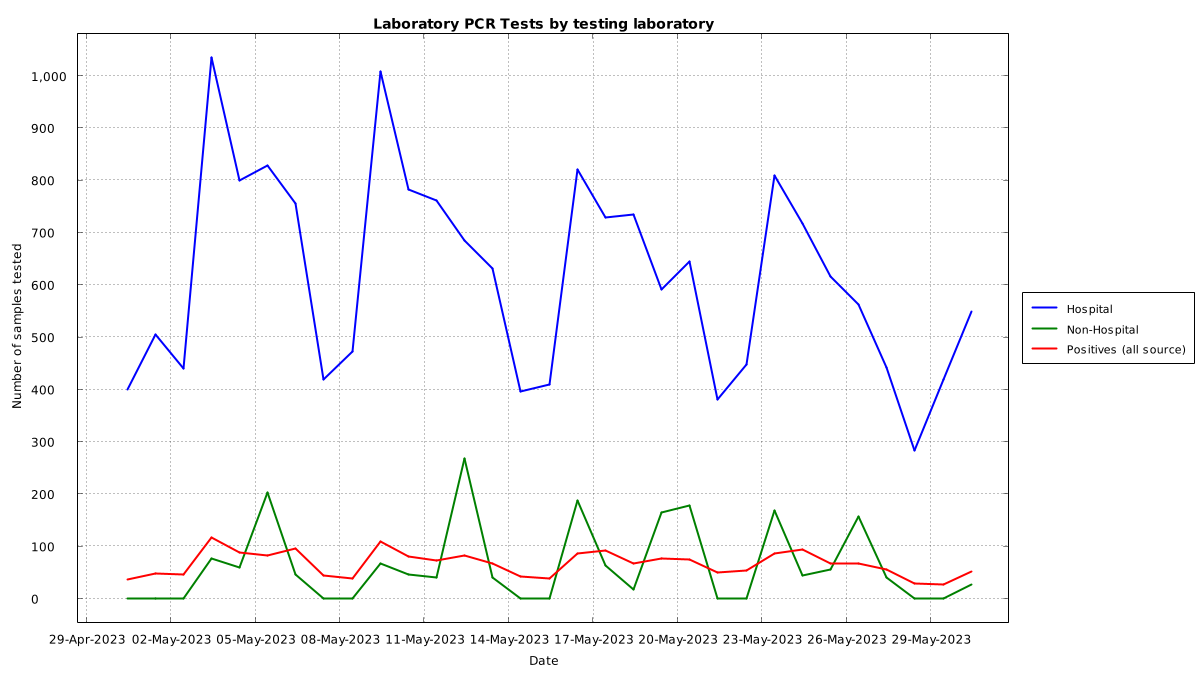 Laboratory PCR Tests by testing laboratory
Number of samples tested
1,000
900
800
700
600
500
400
300
200
100
0
29-Apr-2023 02-May-2023 05-May-2023 08-May-2023 11-May-2023 14-May-2023 17-May-2023 20-May-2023 23-May-2023 26-May-2023 29-May-2023
Date
Hospital
Non-Hospital
Positives (all source)